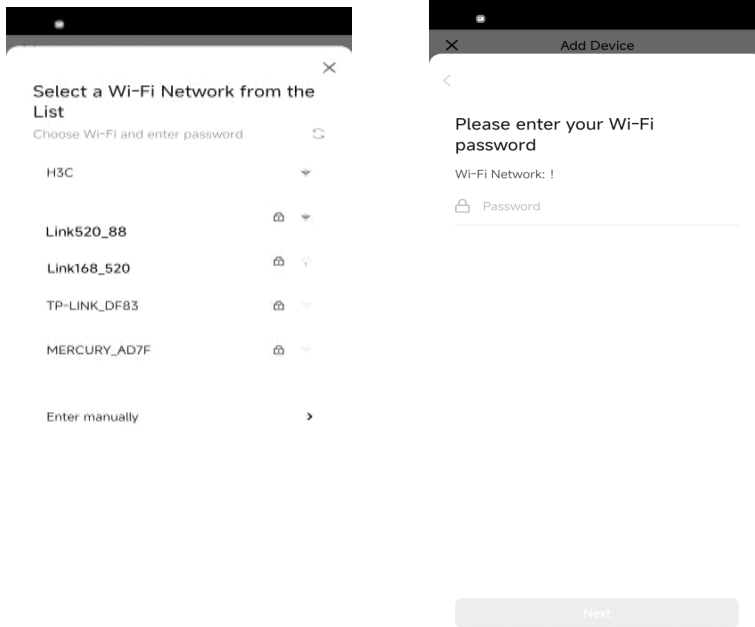 Select a Wi-Fi Network from the
List
Choose Wi-Fi and enter password
H3C
Link520_88
Link168_520
TP-LINK_DF83
MERCURY_AD7F
Enter manually
Add Device
Please enter your Wi-Fi
password
Wi-Fi Network: !
Password
Next